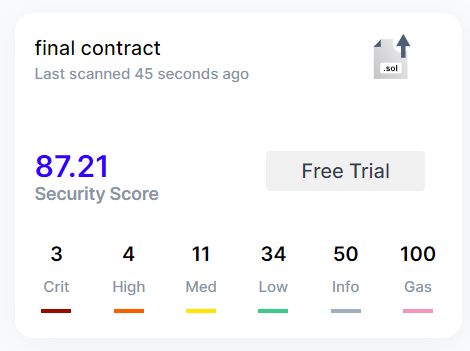 final contract
Last scanned 45 seconds ago
.sol
87.21
Security Score
Free Trial
3 4 11 34 50 100
Crit High Med Low Info Gas